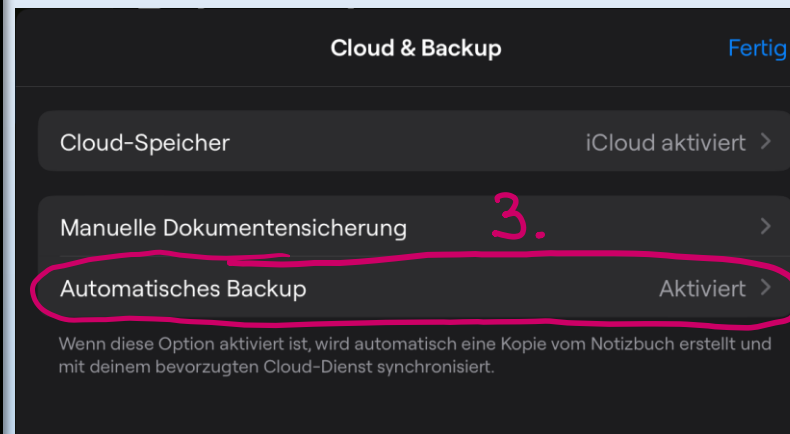 Cloud & Backup
Fertig
Cloud-Speicher
iCloud aktiviert
Manuelle Dokumentensicherung
3.
Automatisches Backup
Aktiviert
Wenn diese Option aktiviert ist, wird automatisch eine Kopie vom Notizbuch erstellt und
mit deinem bevorzugten Cloud-Dienst synchronisiert.